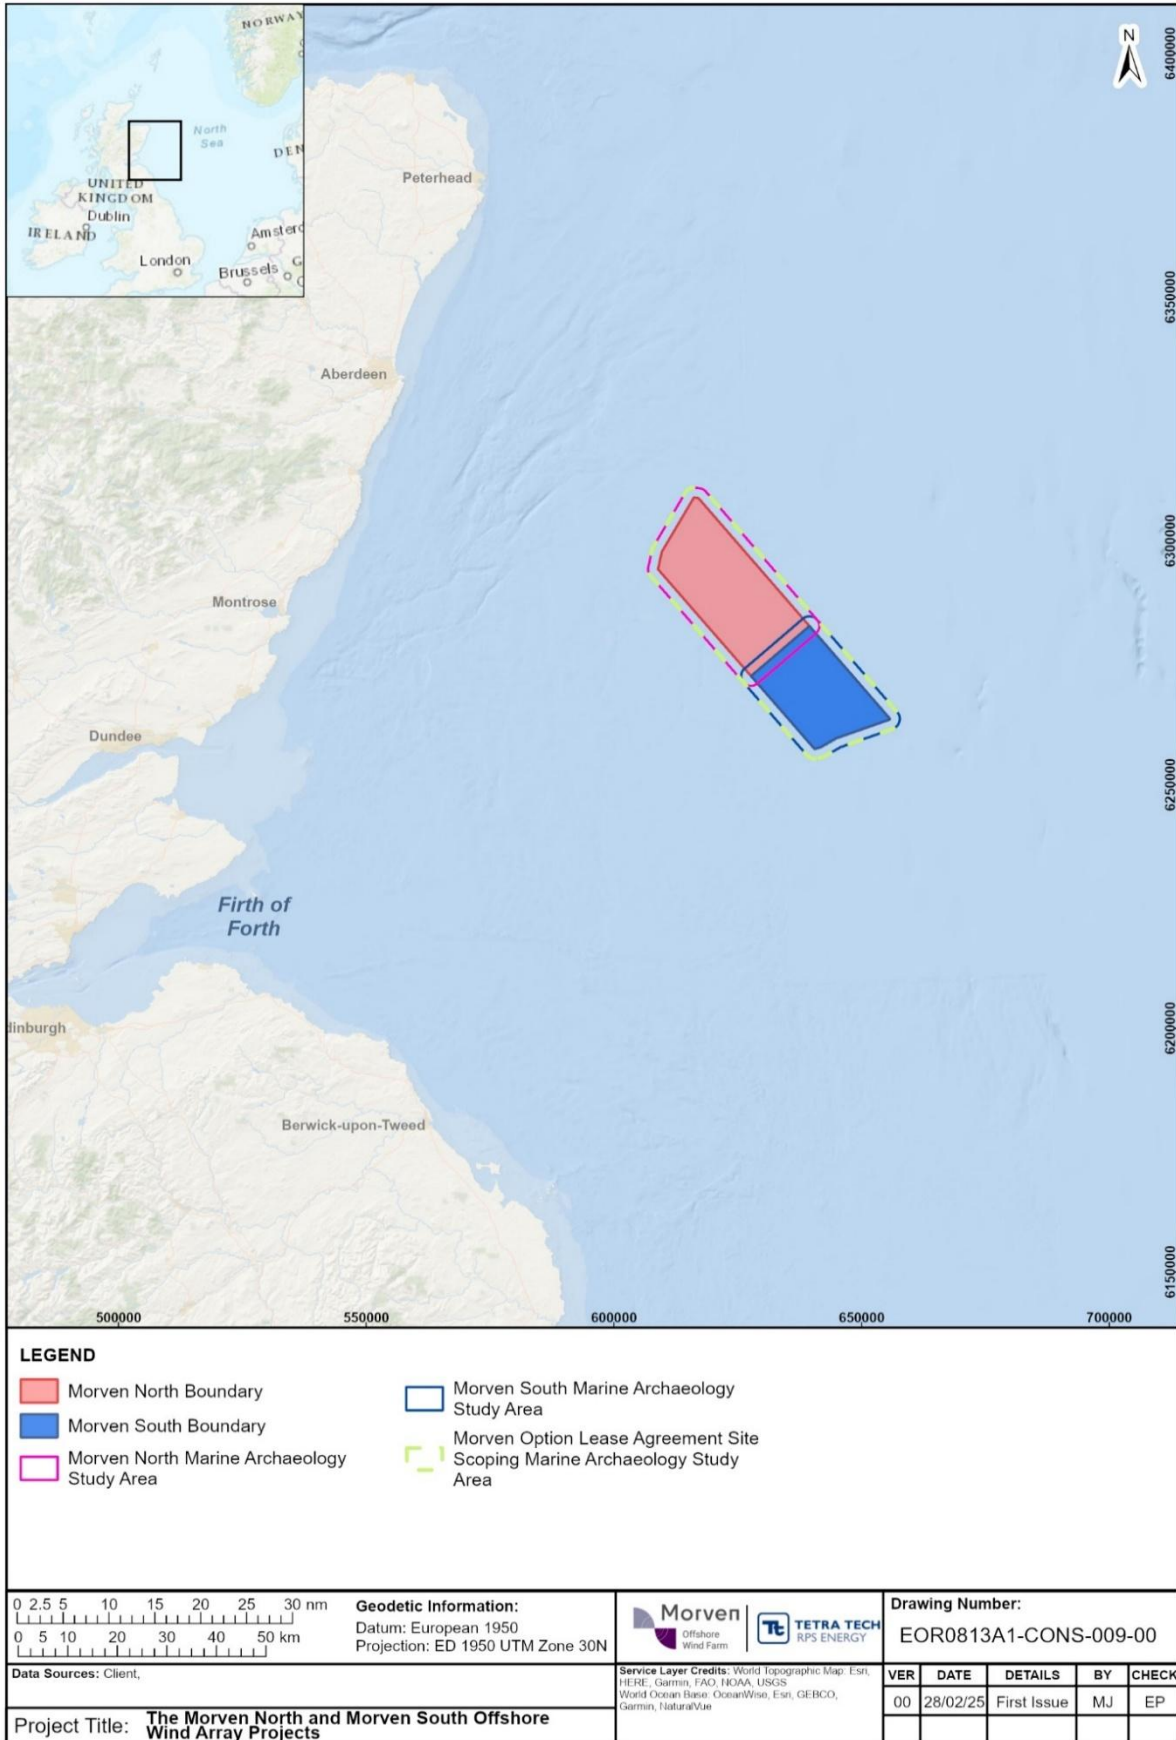 NORWAY
North
Sea
DEN
UNITED
KINGDOM
Dublin
IRELAND
Amsterd
London
Brussels
G
C
N
6400000
Peterhead
6350000
Aberdeen
6300000
Montrose
Dundee
6250000
Firth of
Forth
6200000
dinburgh
Berwick-upon-Tweed
6150000
500000 550000 600000 650000 700000
LEGEND
Morven North Boundary
Morven South Boundary
Morven North Marine Archaeology
Study Area
Morven South Marine Archaeology
Study Area
Morven Option Lease Agreement Site
Scoping Marine Archaeology Study
Area
0 2.5 5 10 15 20 25 30 nm
0 5 10 20 30 40 50 km
Geodetic Information:
Datum: European 1950
Projection: ED 1950 UTM Zone 30N
Morven
Offshore
Wind Farm
Tt
TETRA TECH
RPS ENERGY
Drawing Number:
EOR0813A1-CONS-009-00
Data Sources: Client,
Service Layer Credits: World Topographic Map: Esri,
HERE, Garmin, FAO, NOAA, USGS
World Ocean Base: OceanWise, Esri, GEBCO,
Garmin, NaturalVue
VER DATE DETAILS BY CHECK
00 28/02/25 First Issue MJ EP
Project Title: The Morven North and Morven South Offshore
Wind Array Projects